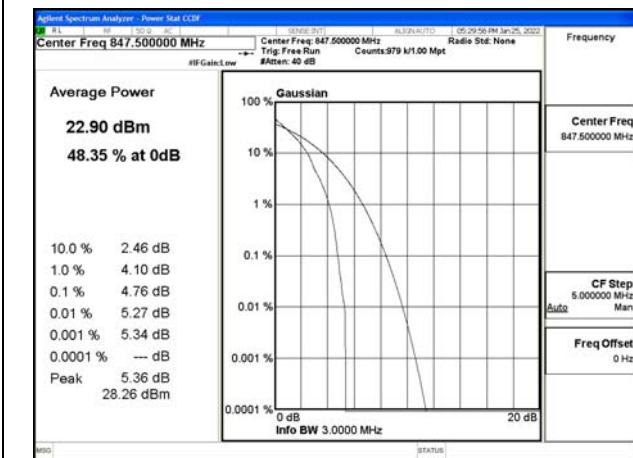 Agilent Spectrum Analyzer - Power Stat CCDF
RL RF 50 Ω AC SENSE:INT ALIGN AUTO 05:29:56 PM Jan 25, 2022
Center Freq 847.500000 MHz
Center Freq: 847.500000 MHz
Radio Std: None
Trig: Free Run
Counts:979 k/1.00 Mpt
#IFGain:Low
#Atten: 40 dB
Frequency
Average Power
22.90 dBm
48.35 % at 0dB
10.0 % 2.46 dB
1.0 % 4.10 dB
0.1 % 4.76 dB
0.01 % 5.27 dB
0.001 % 5.34 dB
0.0001 % --- dB
Peak 5.36 dB
28.26 dBm
Gaussian
100 %
10 %
1 %
0.1 %
0.01 %
0.001 %
0.0001 %
0 dB
20 dB
Info BW 3.0000 MHz
Center Freq
847.500000 MHz
CF Step
5.000000 MHz
Auto Man
Freq Offset
0 Hz
MSG
STATUS